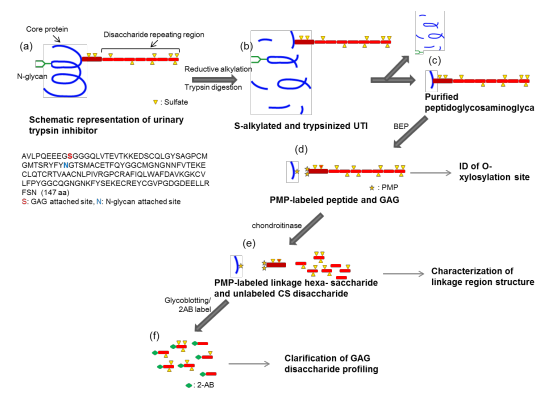 Core protein
Disaccharide repeating region
(a)
N-glycan
: Sulfate
Schematic representation of urinary
trypsin inhibitor
AVLPQEEEGSGGGQLVTEVTKKEDSCQLGYSAGPCM
GMTSRYFYNGTSMACETFQYGGCMGNGNNFVTEKE
CLQTCRTVAACNLPIVRGPCRAFIQLWAFDAVKGKCV
LFPYGGCQGNGNKFYSEKECREYCGVPGDGDEELLR
FSN (147 aa)
S: GAG attached site, N: N-glycan attached site
Reductive alkylation
Trypsin digestion
(b)
S-alkylated and trypsinized UTI
(c)
Purified
peptidoglycosaminoglyca
BEP
(d)
: PMP
PMP-labeled peptide and GAG
ID of O-
xylosylation site
chondroitinase
(e)
PMP-labeled linkage hexa- saccharide
and unlabeled CS disaccharide
Characterization of
linkage region structure
Glycoblotting/
2AB label
(f)
: 2-AB
Clarification of GAG
disaccharide profiling